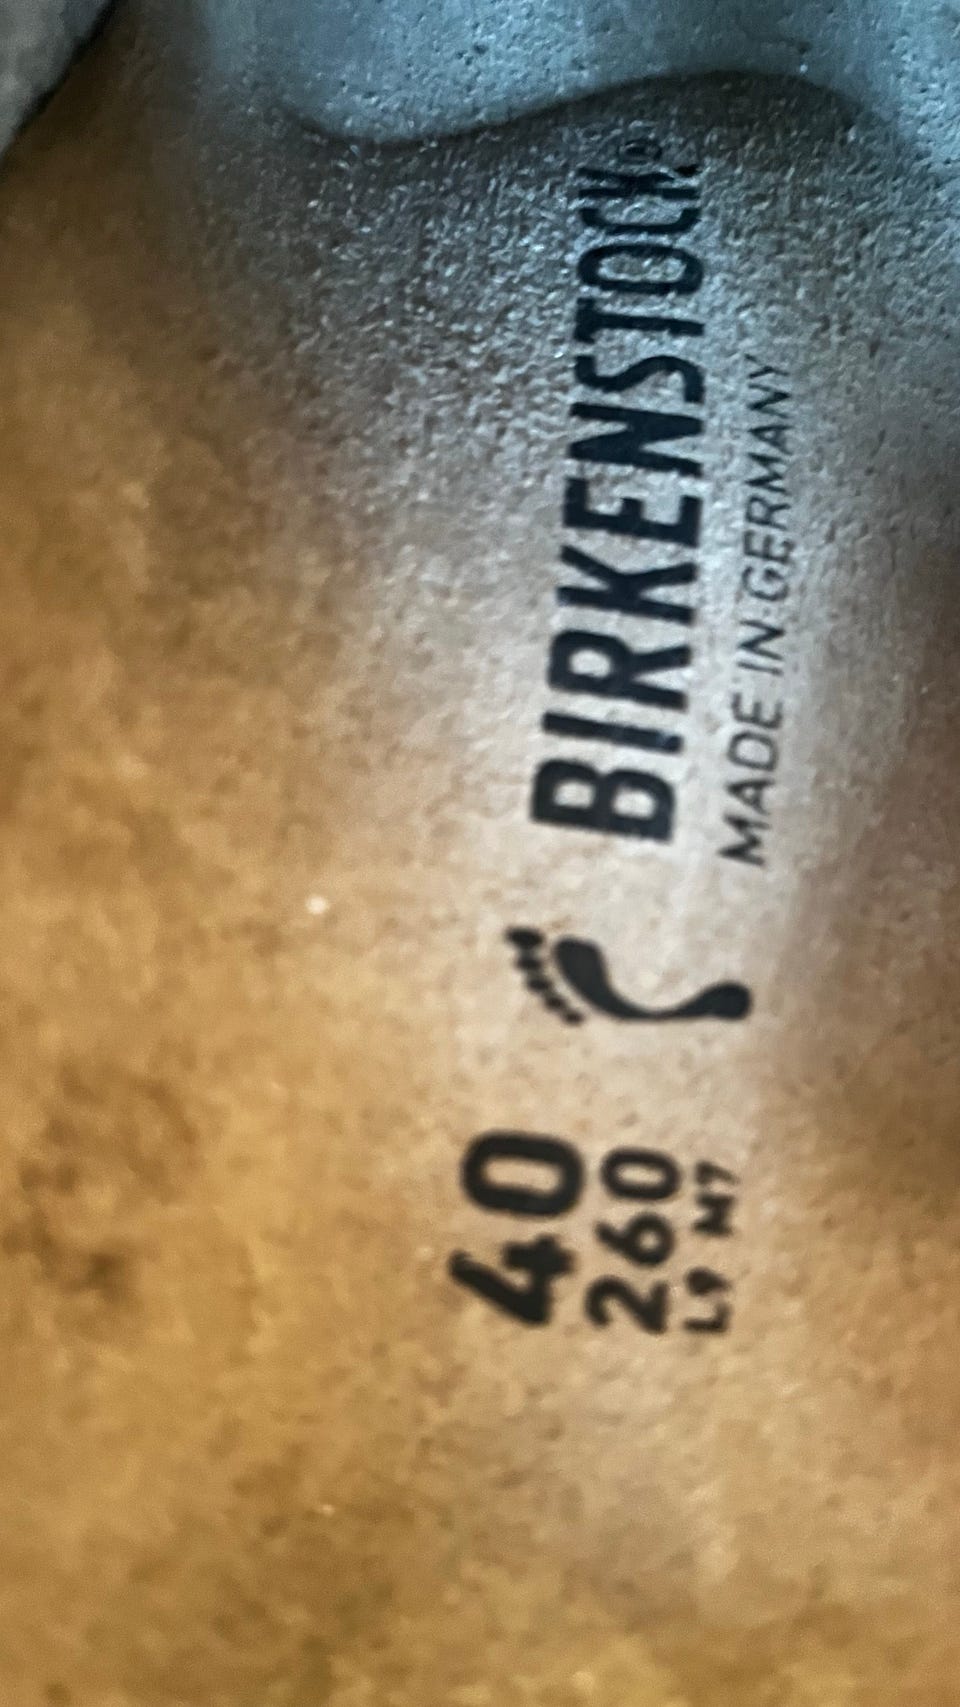 BIRKENSTOCK®
MADE IN GERMANY
40
260
L9 M7